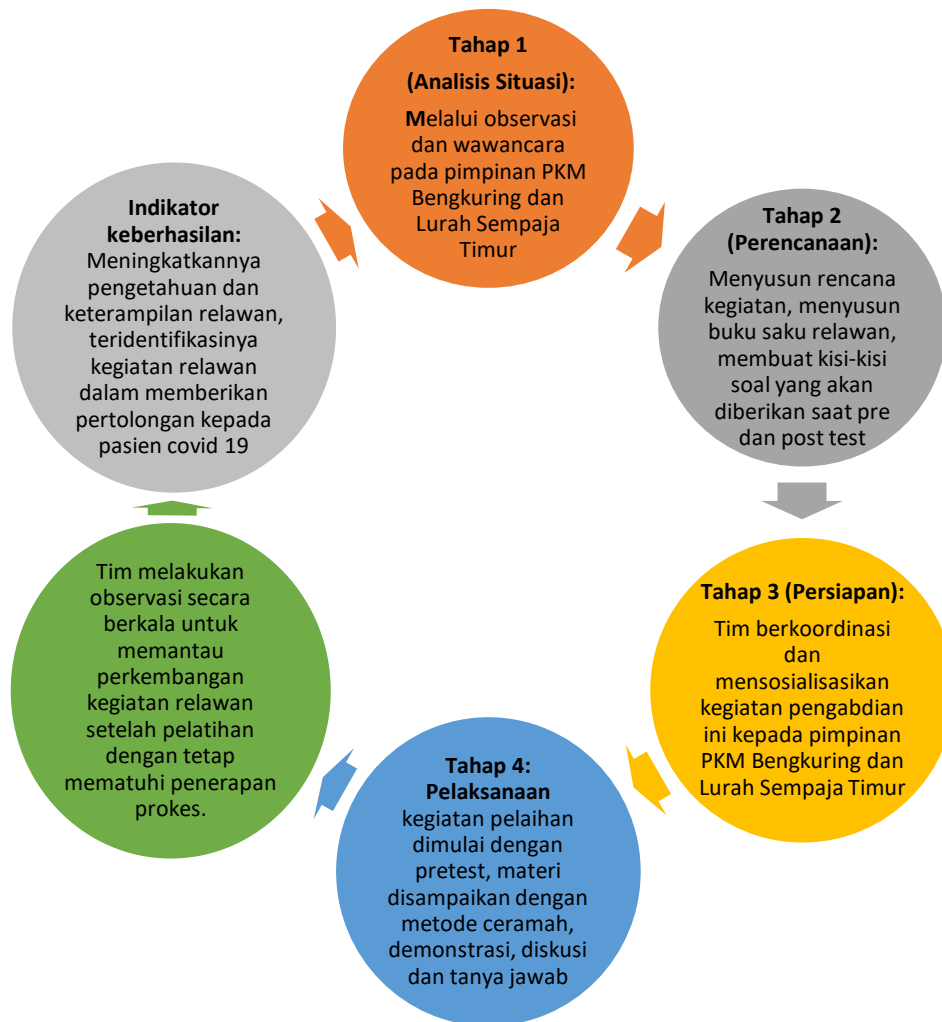 Tahap 1
(Analisis Situasi):
Melalui observasi
dan wawancara
pada pimpinan PKM
Bengkuring dan
Lurah Sempaja
Timur
Tahap 2
(Perencanaan):
Menyusun rencana
kegiatan, menyusun
buku saku relawan,
membuat kisi-kisi
soal yang akan
diberikan saat pre
dan post test
Tahap 3 (Persiapan):
Tim berkoordinasi
dan
mensosialisasikan
kegiatan pengabdian
ini kepada pimpinan
PKM Bengkuring dan
Lurah Sempaja Timur
Tahap 4:
Pelaksanaan
kegiatan pelaihan
dimulai dengan
pretest, materi
disampaikan dengan
metode ceramah,
demonstrasi, diskusi
dan tanya jawab
Tim melakukan
observasi secara
berkala untuk
memantau
perkembangan
kegiatan relawan
setelah pelatihan
dengan tetap
mematuhi penerapan
prokes.
Indikator
keberhasilan:
Meningkatkannya
pengetahuan dan
keterampilan relawan,
teridentifikasinya
kegiatan relawan
dalam memberikan
pertolongan kepada
pasien covid 19